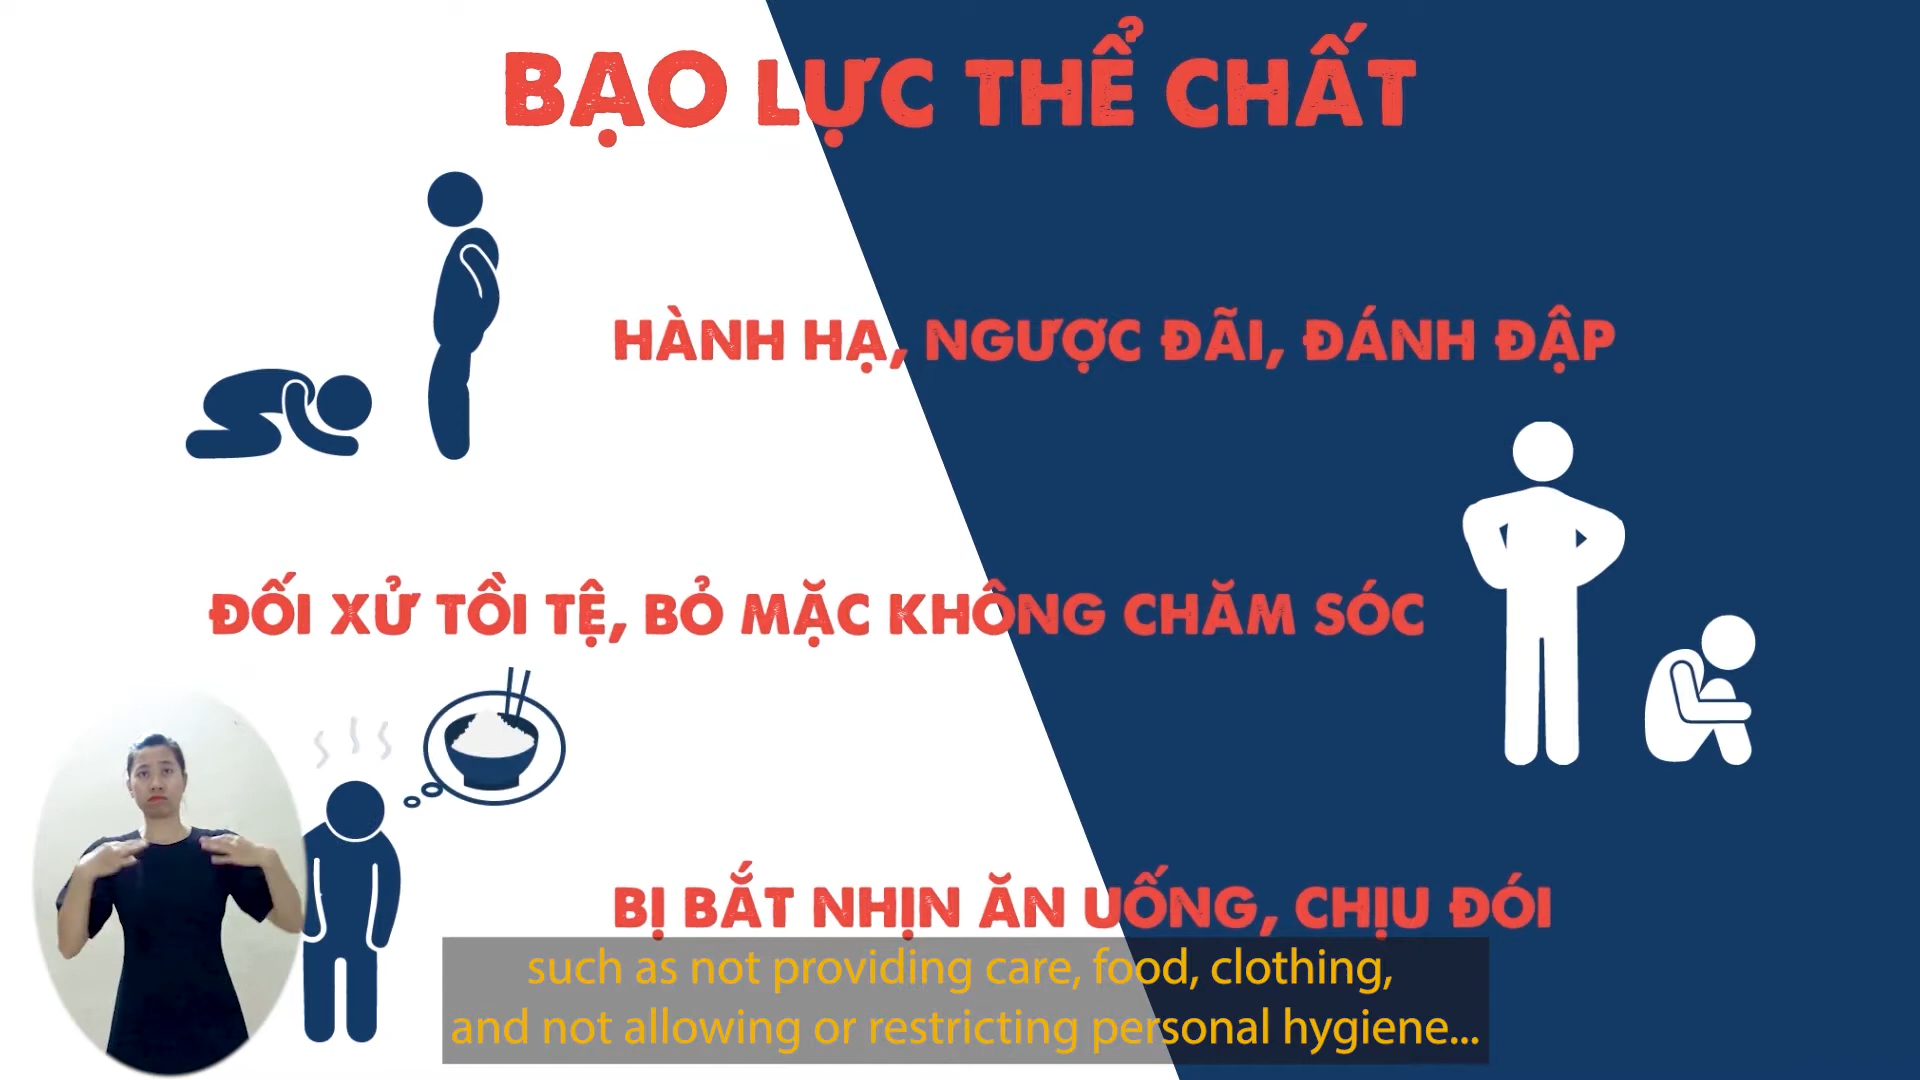 BẠO LỰC THỂ CHẤT
HÀNH HẠ, NGƯỢC ĐÃI, ĐÁNH ĐẬP
ĐỐI XỬ TỒI TỆ, BỎ MẶC KHÔNG CHĂM SÓC
BỊ BẮT NHỊN ĂN UỐNG, CHỊU ĐÓI
such as not providing care, food, clothing,
and not allowing or restricting personal hygiene...